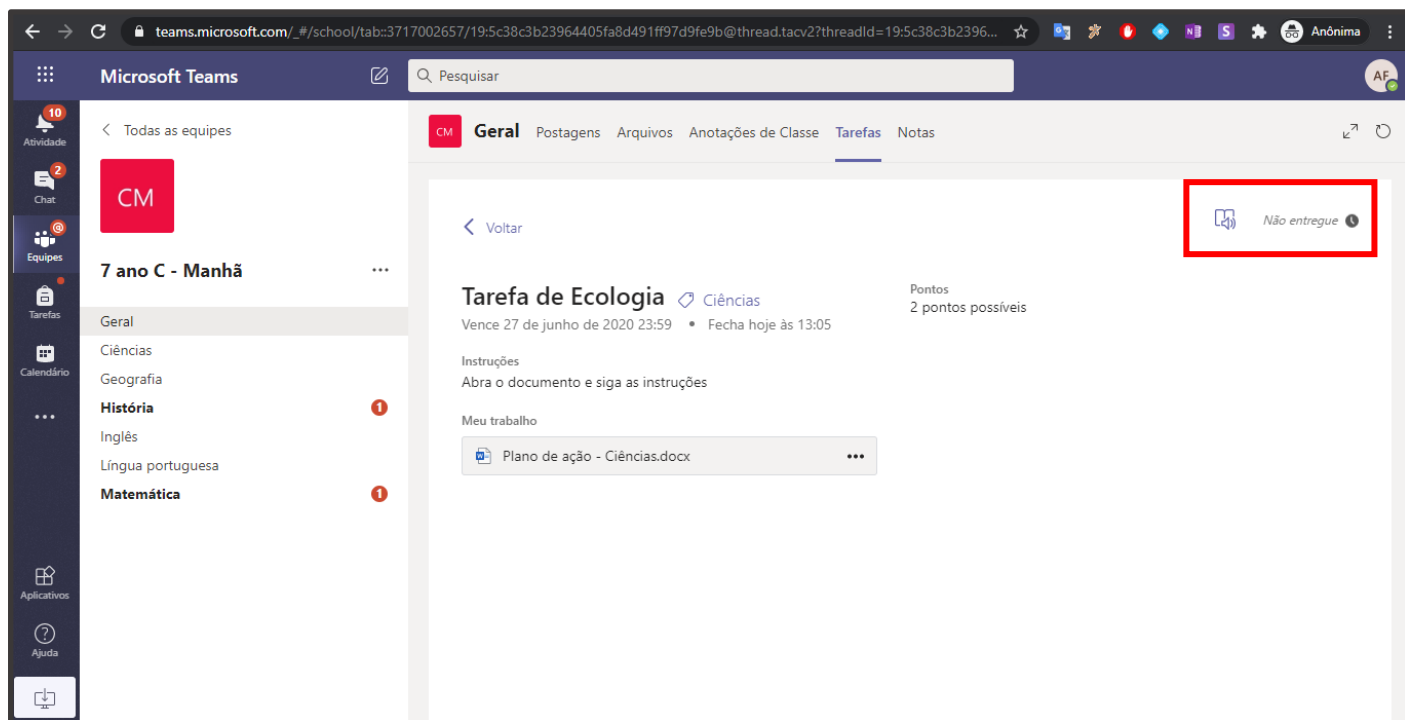 teams.microsoft.com/_#/school/tab::3717002657/19:5c38c3b23964405fa8d491ff97d9fe9b@thread.tacv2?threadId=19:5c38c3b2396...
Anônima
Microsoft Teams
Pesquisar
AF
10
Atividade
2
Chat
@
Equipes
Tarefas
Calendário
Aplicativos
Ajuda
Todas as equipes
CM
7 ano C - Manhã
Geral
Ciências
Geografia
História 1
Inglês
Língua portuguesa
Matemática 1
CM Geral Postagens Arquivos Anotações de Classe Tarefas Notas
Voltar
Não entregue
Tarefa de Ecologia Ciências
Vence 27 de junho de 2020 23:59 • Fecha hoje às 13:05
Pontos
2 pontos possíveis
Instruções
Abra o documento e siga as instruções
Meu trabalho
Plano de ação - Ciências.docx